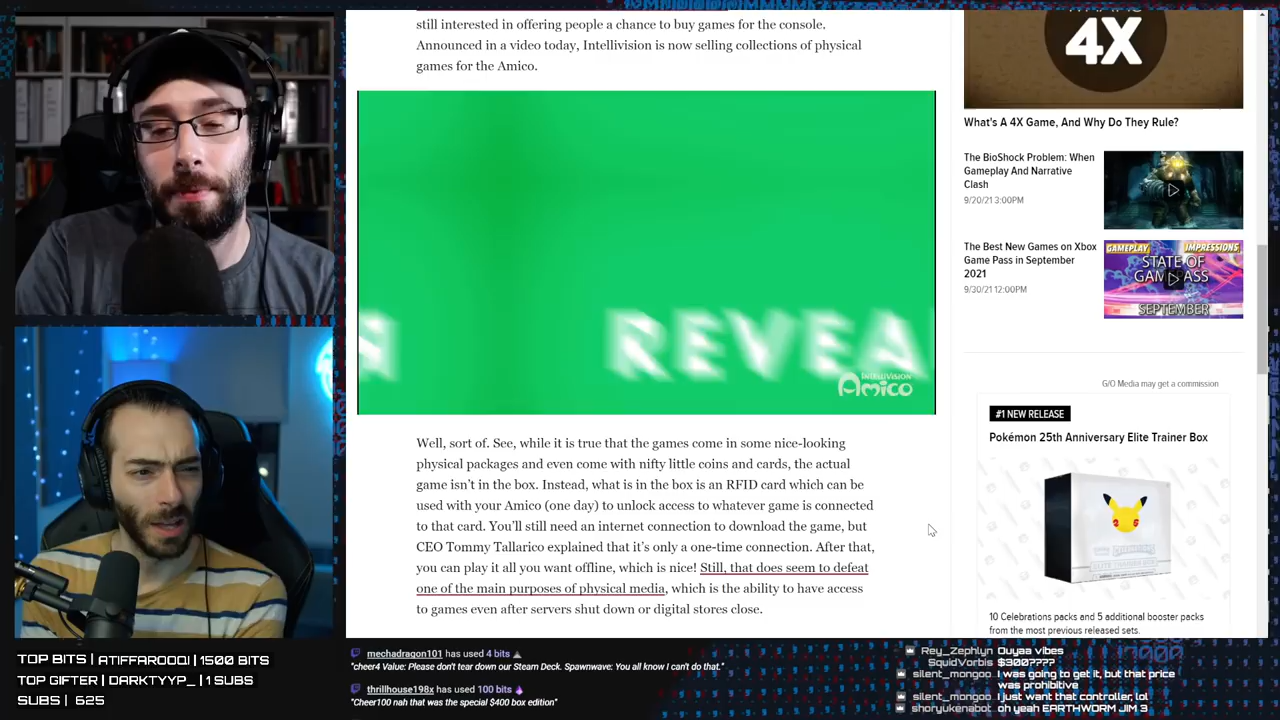 still interested in offering people a chance to buy games for the console.
Announced in a video today, Intellivision is now selling collections of physical
games for the Amico.
REVEA
INTELLIVISION
Amico
Well, sort of. See, while it is true that the games come in some nice-looking
physical packages and even come with nifty little coins and cards, the actual
game isn't in the box. Instead, what is in the box is an RFID card which can be
used with your Amico (one day) to unlock access to whatever game is connected
to that card. You'll still need an internet connection to download the game, but
CEO Tommy Tallarico explained that it's only a one-time connection. After that,
you can play it all you want offline, which is nice! Still, that does seem to defeat
one of the main purposes of physical media, which is the ability to have access
to games even after servers shut down or digital stores close.
4X
What's A 4X Game, And Why Do They Rule?
The BioShock Problem: When
Gameplay And Narrative
Clash
9/20/21 3:00PM
The Best New Games on Xbox
Game Pass in September
2021
9/30/21 12:00PM
GAMEPLAY IMPRESSIONS
STATE OF
GAME PASS
SEPTEMBER
G/O Media may get a commission
#1 NEW RELEASE
Pokémon 25th Anniversary Elite Trainer Box
10 Celebrations packs and 5 additional booster packs
from the most previous released sets.
TOP BITS | ATIFFAROOQI | 1500 BITS
TOP GIFTER | DARKTYYP_ | 1 SUBS
SUBS | 625
mechadragon101 has used 4 bits
"cheer4 Value: Please don't tear down our Steam Deck. Spawnwave: You all know I can't do that."
thrillhouse198x has used 100 bits
"Cheer100 nah that was the special $400 box edition"
Rey_Zephlyn Ouyaa vibes
SquidVorbis $300????
silent_mongoo I was going to get it, but that price
was prohibitive
silent_mongoo I just want that controller, lol
shoryukenabot oh yeah EARTHWORM JIM 3